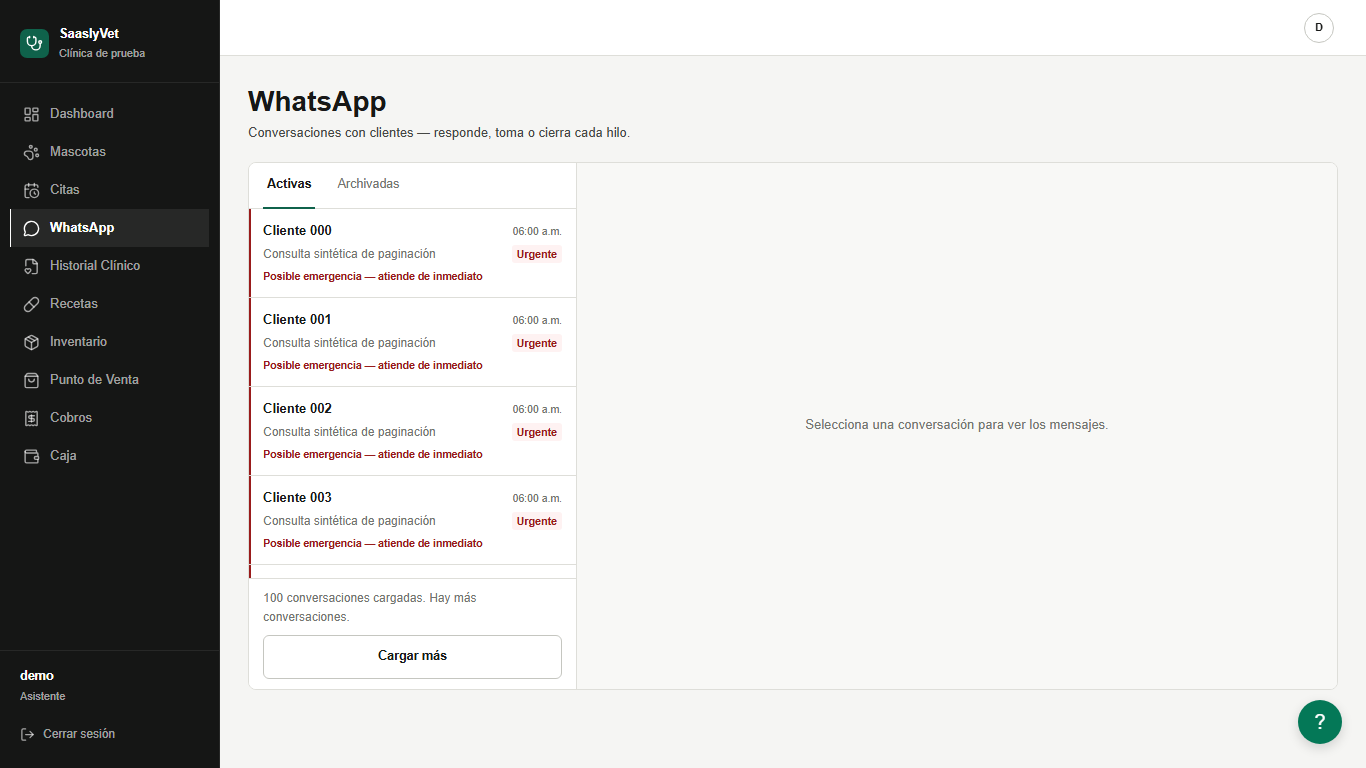 SaaslyVet
Clínica de prueba
Dashboard
Mascotas
Citas
WhatsApp
Historial Clínico
Recetas
Inventario
Punto de Venta
Cobros
Caja
demo
Asistente
Cerrar sesión
D
WhatsApp
Conversaciones con clientes — responde, toma o cierra cada hilo.
Activas Archivadas
Cliente 000 06:00 a.m.
Consulta sintética de paginación Urgente
Posible emergencia — atiende de inmediato
Cliente 001 06:00 a.m.
Consulta sintética de paginación Urgente
Posible emergencia — atiende de inmediato
Cliente 002 06:00 a.m.
Consulta sintética de paginación Urgente
Posible emergencia — atiende de inmediato
Cliente 003 06:00 a.m.
Consulta sintética de paginación Urgente
Posible emergencia — atiende de inmediato
100 conversaciones cargadas. Hay más
conversaciones.
Cargar más
Selecciona una conversación para ver los mensajes.
?